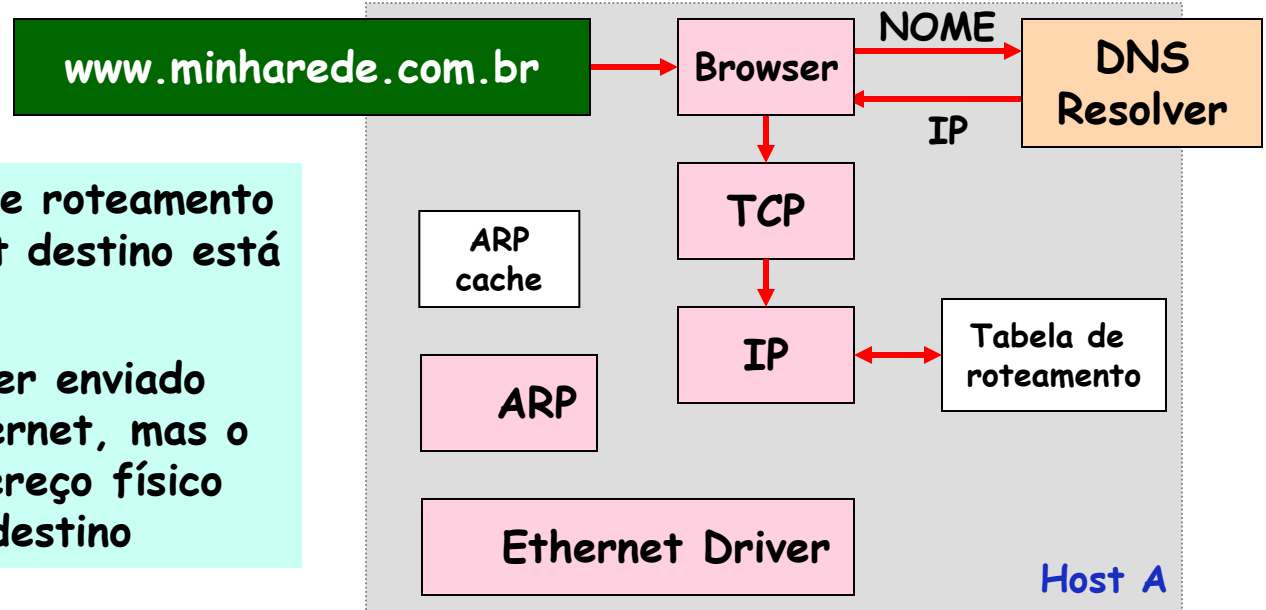 www.minharede.com.br
Browser
NOME
IP
DNS
Resolver
e roteamento
destino está
er enviado
ernet, mas o
ereço físico
destino
TCP
ARP
cache
IP
Tabela de
roteamento
ARP
Ethernet Driver
Host A